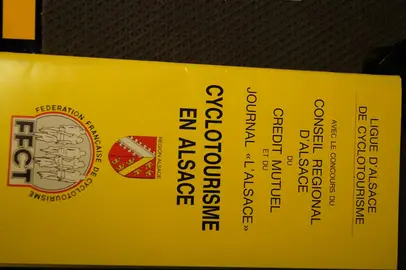 LIGUE D'ALSACE
DE CYCLOTOURISME
AVEC LE CONCOURS DU
CONSEIL REGIONAL
D'ALSACE
DU
CREDIT MUTUEL
ET DU
JOURNAL «L'ALSACE»
CYCLOTOURISME
EN ALSACE
REGION ALSACE
FEDERATION FRANÇAISE DE CYCLOTOURISME
FFCT